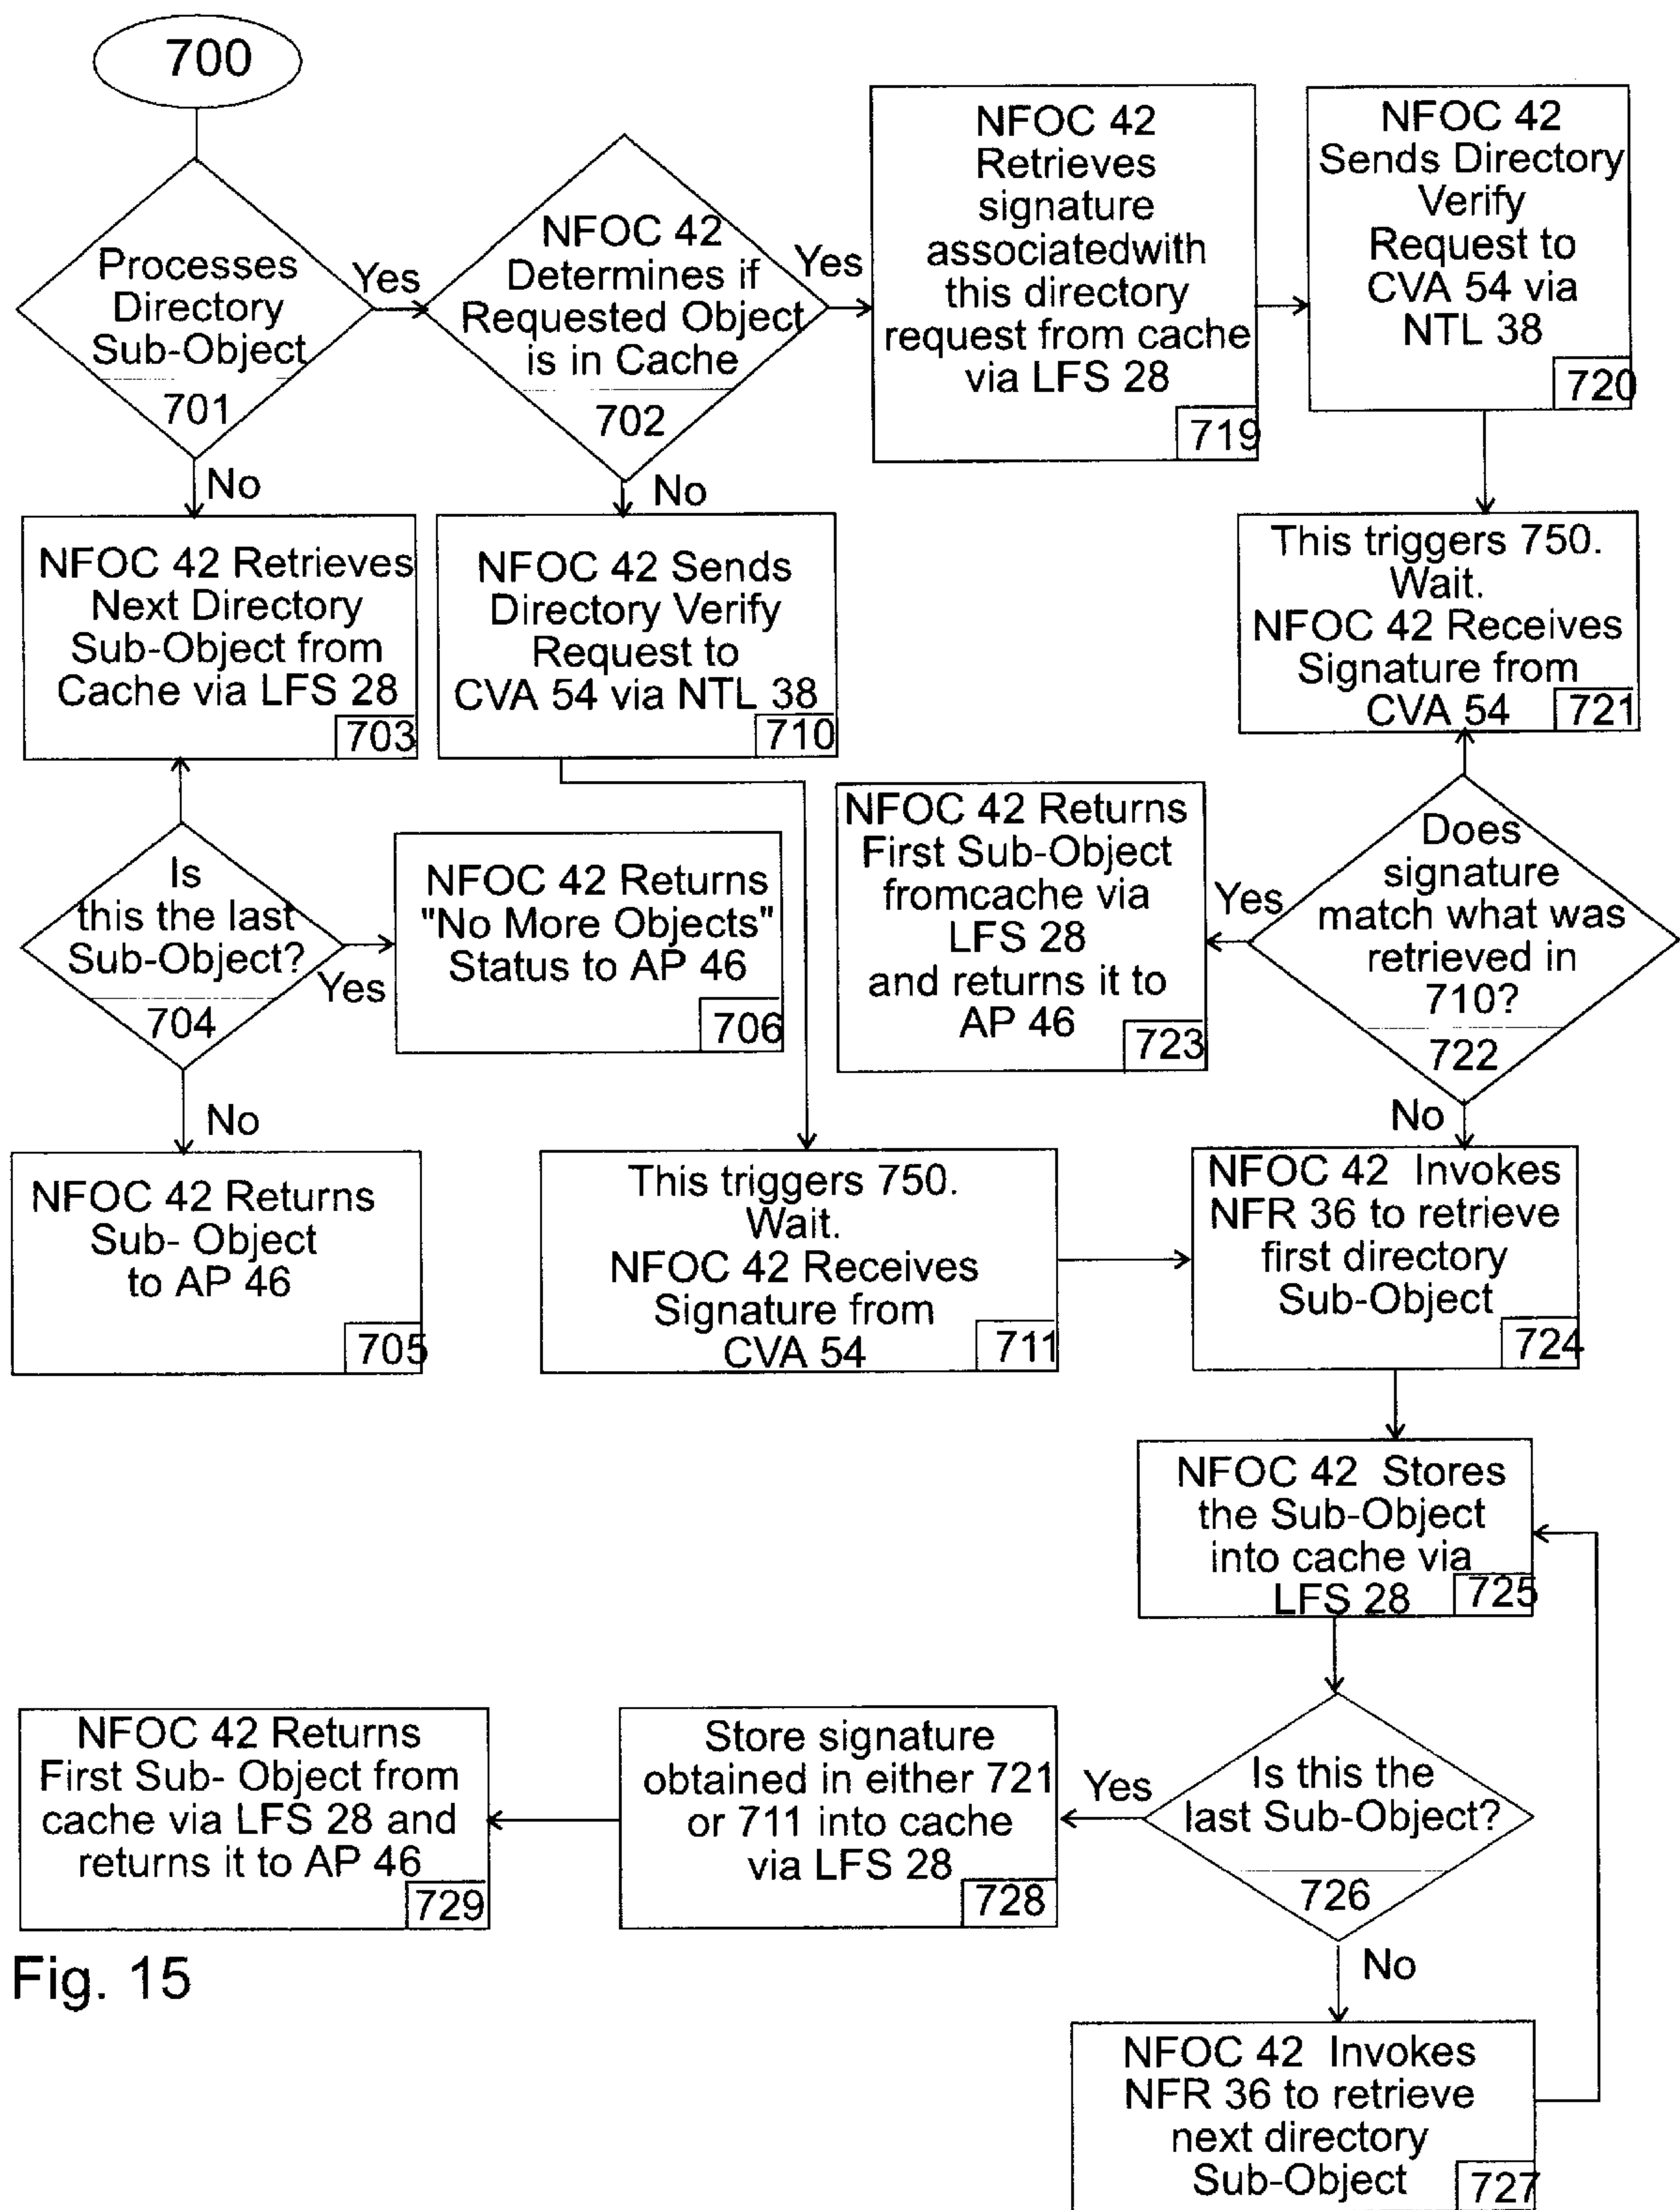 700
Processes
Directory
Sub-Object
701
Yes
No
NFOC 42
Determines if
Requested Object
is in Cache
702
Yes
No
NFOC 42
Retrieves
signature
associatedwith
this directory
request from cache
via LFS 28
719
NFOC 42
Sends Directory
Verify
Request to
CVA 54 via
NTL 38
720
NFOC 42 Retrieves
Next Directory
Sub-Object from
Cache via LFS 28
703
NFOC 42 Sends
Directory Verify
Request to
CVA 54 via NTL 38
710
This triggers 750.
Wait.
NFOC 42 Receives
Signature from
CVA 54
721
Is
this the last
Sub-Object?
704
Yes
No
NFOC 42 Returns
"No More Objects"
Status to AP 46
706
NFOC 42 Returns
First Sub-Object
fromcache via
LFS 28
and returns it to
AP 46
723
Yes
Does
signature
match what was
retrieved in
710?
722
No
NFOC 42 Returns
Sub- Object
to AP 46
705
This triggers 750.
Wait.
NFOC 42 Receives
Signature from
CVA 54
711
NFOC 42 Invokes
NFR 36 to retrieve
first directory
Sub-Object
724
NFOC 42 Stores
the Sub-Object
into cache via
LFS 28
725
NFOC 42 Returns
First Sub- Object from
cache via LFS 28 and
returns it to AP 46
729
Store signature
obtained in either 721
or 711 into cache
via LFS 28
728
Yes
Is this the
last Sub-Object?
726
No
NFOC 42 Invokes
NFR 36 to retrieve
next directory
Sub-Object
727
Fig. 15